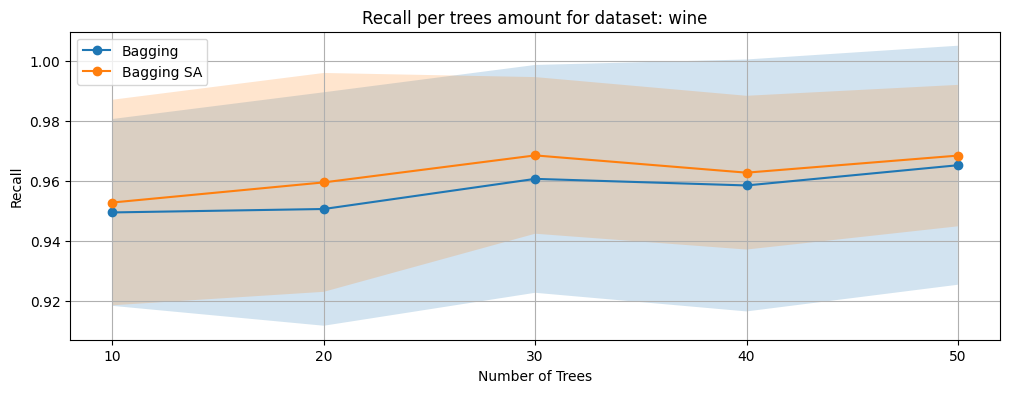 Recall per trees amount for dataset: wine
Bagging
Bagging SA
1.00
0.98
0.96
0.94
0.92
Recall
10 20 30 40 50
Number of Trees